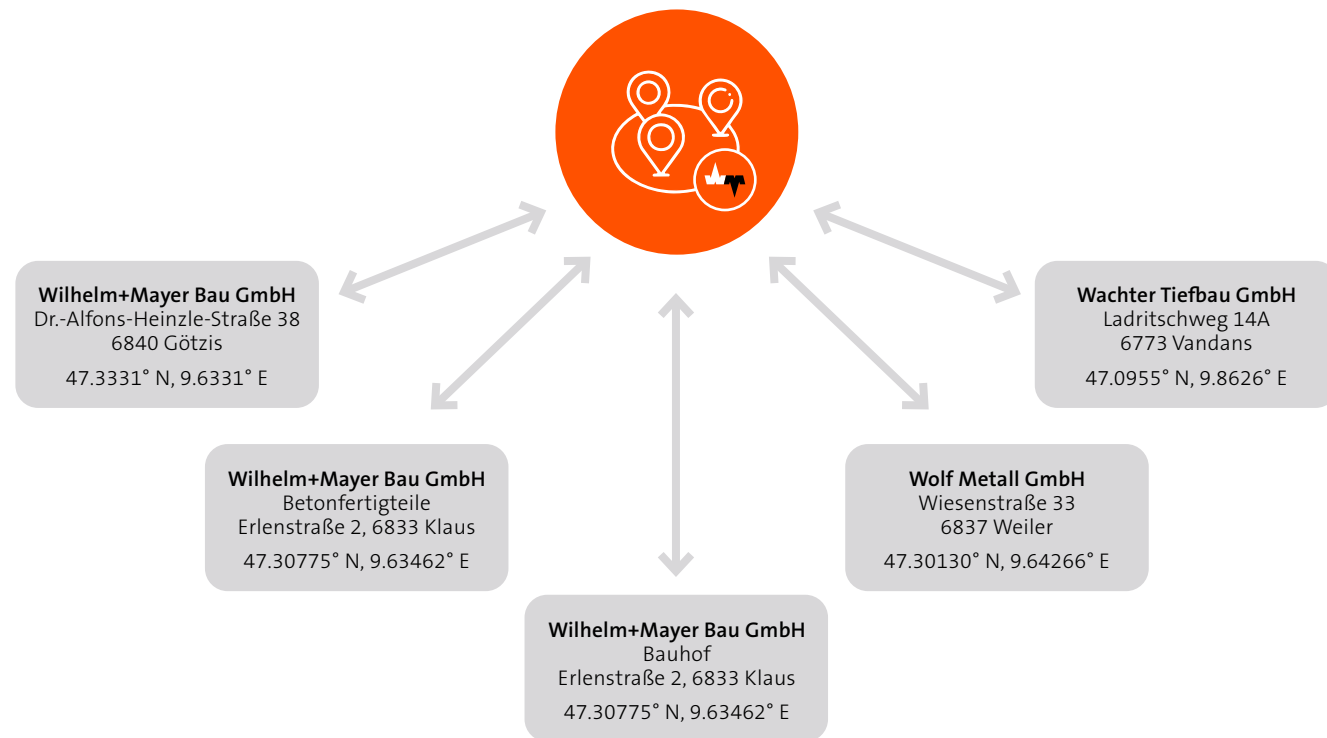 Wilhelm+Mayer Bau GmbH
Dr.-Alfons-Heinzle-Straße 38
6840 Götzis
47.3331° N, 9.6331° E
Wachter Tiefbau GmbH
Ladritschweg 14A
6773 Vandans
47.0955° N, 9.8626° E
Wilhelm+Mayer Bau GmbH
Betonfertigteile
Erlenstraße 2, 6833 Klaus
47.30775° N, 9.63462° E
Wolf Metall GmbH
Wiesenstraße 33
6837 Weiler
47.30130° N, 9.64266° E
Wilhelm+Mayer Bau GmbH
Bauhof
Erlenstraße 2, 6833 Klaus
47.30775° N, 9.63462° E